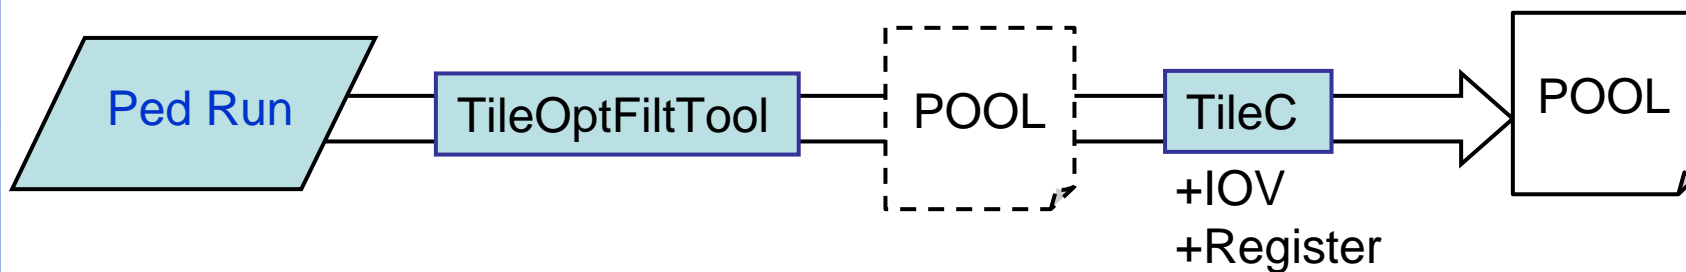 Ped Run
TileOptFiltTool
POOL
TileC
+IOV
+Register
POOL